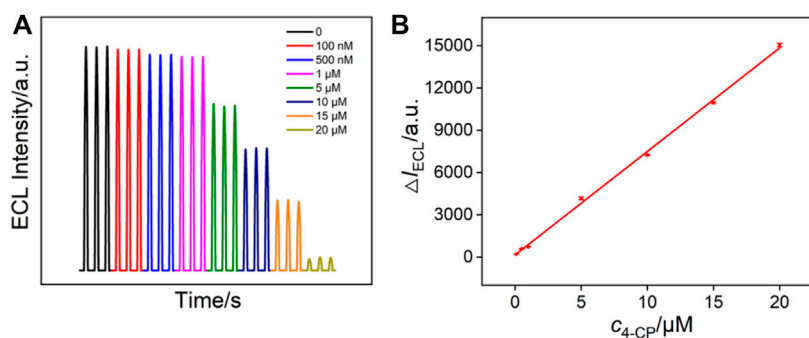 A
ECL Intensity/a.u.
0
100 nM
500 nM
1 µM
5 µM
10 µM
15 µM
20 µM
Time/s
B
△I_ECL/a.u.
15000
12000
9000
6000
3000
0
0
5
10
15
20
c_4-CP/µM